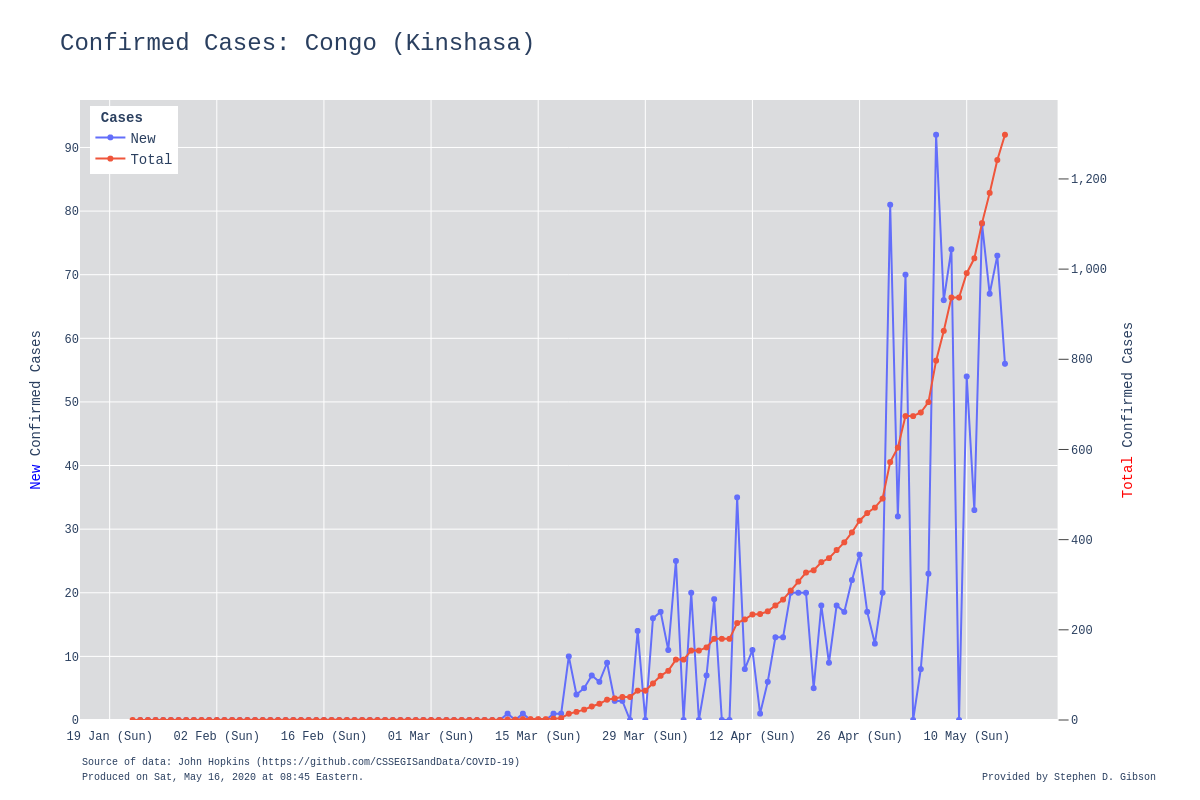 Confirmed Cases: Congo (Kinshasa)
Cases
New
Total
90
80
70
60
50
40
30
20
10
0
New Confirmed Cases
1,200
1,000
800
600
400
200
0
Total Confirmed Cases
19 Jan (Sun) 02 Feb (Sun) 16 Feb (Sun) 01 Mar (Sun) 15 Mar (Sun) 29 Mar (Sun) 12 Apr (Sun) 26 Apr (Sun) 10 May (Sun)
Source of data: John Hopkins (https://github.com/CSSEGISandData/COVID-19)
Produced on Sat, May 16, 2020 at 08:45 Eastern.
Provided by Stephen D. Gibson